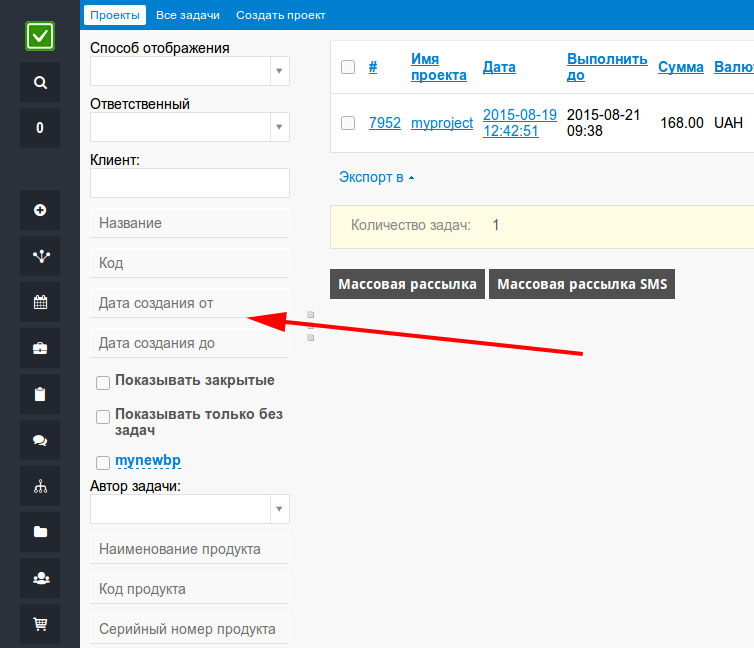 Проекты Все задачи Создать проект
0
Способ отображения
Ответственный
Клиент:
Название
Код
Дата создания от
Дата создания до
Показывать закрытые
Показывать только без
задач
mynewbp
Автор задачи:
Наименование продукта
Код продукта
Серийный номер продукта
# Имя проекта Дата Выполнить до Сумма Валю
7952 myproject 2015-08-19 12:42:51 2015-08-21 09:38 168.00 UAH
Экспорт в
Количество задач: 1
Массовая рассылка Массовая рассылка SMS